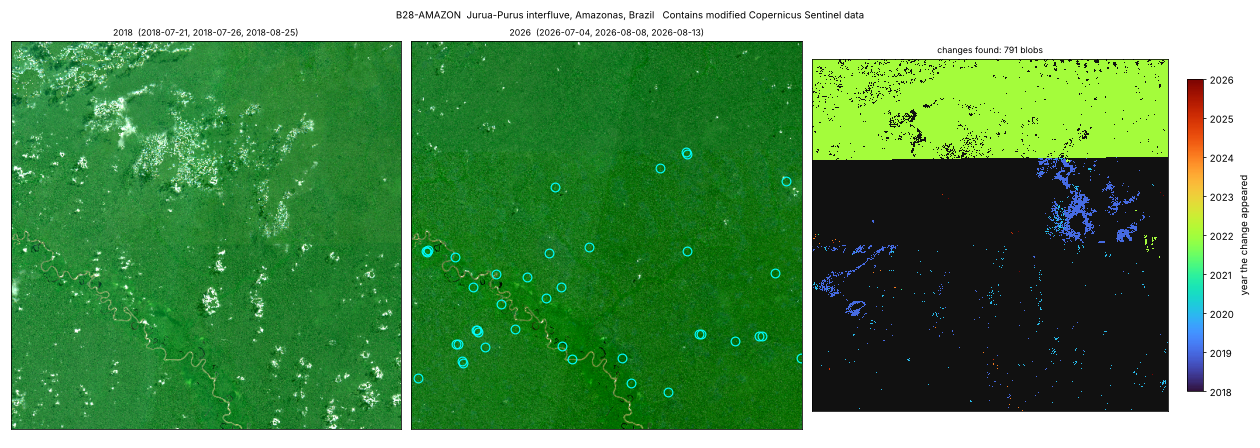 B28-AMAZON  Jurua-Purus interfluve, Amazonas, Brazil   Contains modified Copernicus Sentinel data
2018  (2018-07-21, 2018-07-26, 2018-08-25)
2026  (2026-07-04, 2026-08-08, 2026-08-13)
changes found: 791 blobs
2026
2025
2024
2023
2022
2021
2020
2019
2018
year the change appeared